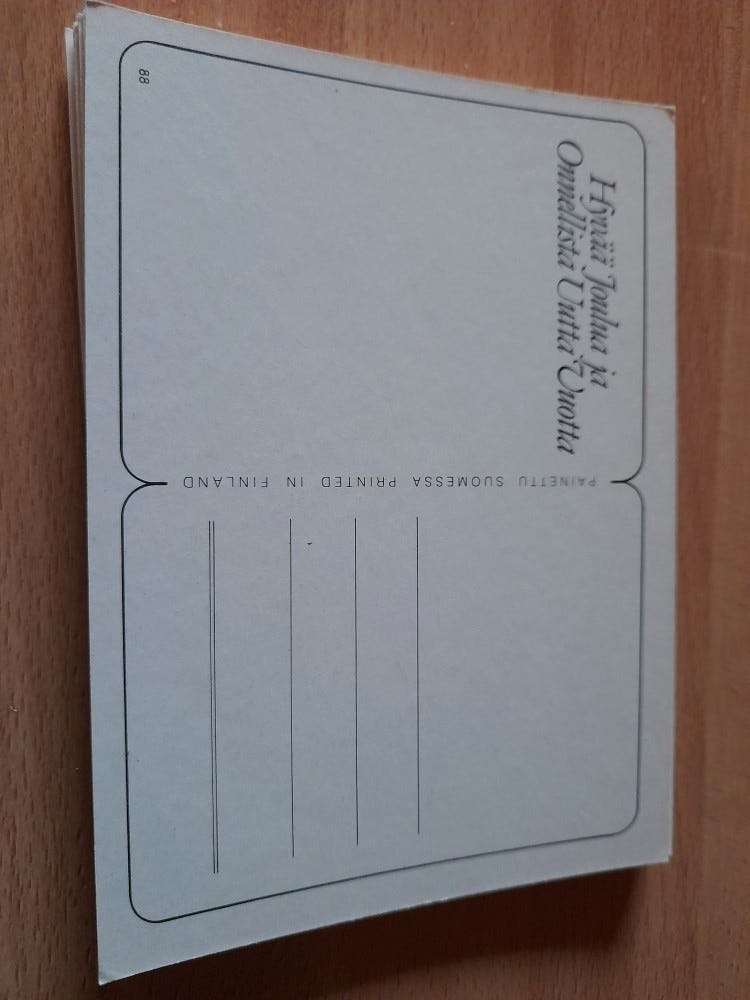 Hyvää Joulua ja
Onnellista Uutta Vuotta
PAINETTU SUOMESSA PRINTED IN FINLAND
88